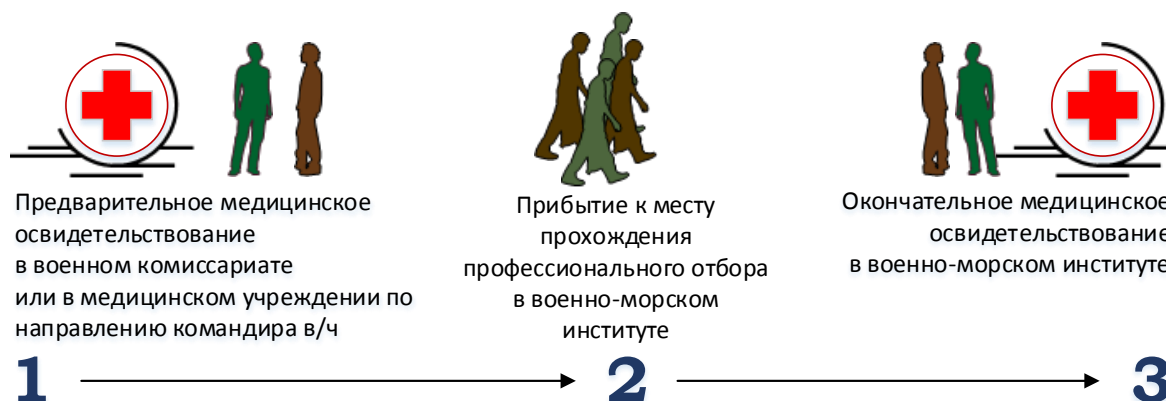 Предварительное медицинское
освидетельствование
в военном комиссариате
или в медицинском учреждении по
направлению командира в/ч
Прибытие к месту
прохождения
профессионального отбора
в военно-морском
институте
Окончательное медицинское
освидетельствование
в военно-морском институте
1
2
3